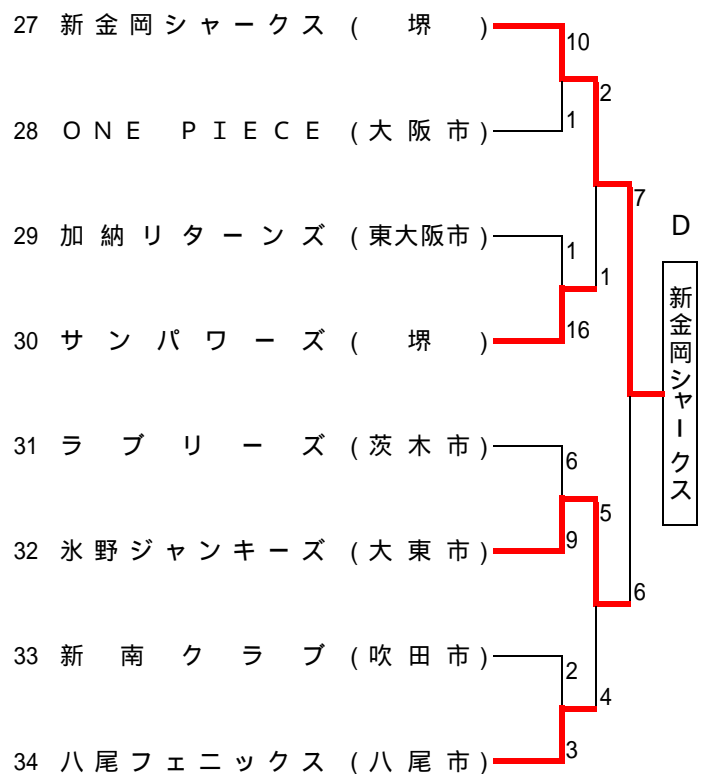 27 新金岡シャークス (堺)
10
2
28 ONE PIECE (大阪市)
1
7
D
29 加納リターンズ (東大阪市)
1
1
新金岡シャークス
30 サンパワーズ (堺)
16
31 ラブリーズ (茨木市)
6
5
32 氷野ジャンキーズ (大東市)
9
6
33 新南クラブ (吹田市)
2
4
34 八尾フェニックス (八尾市)
3